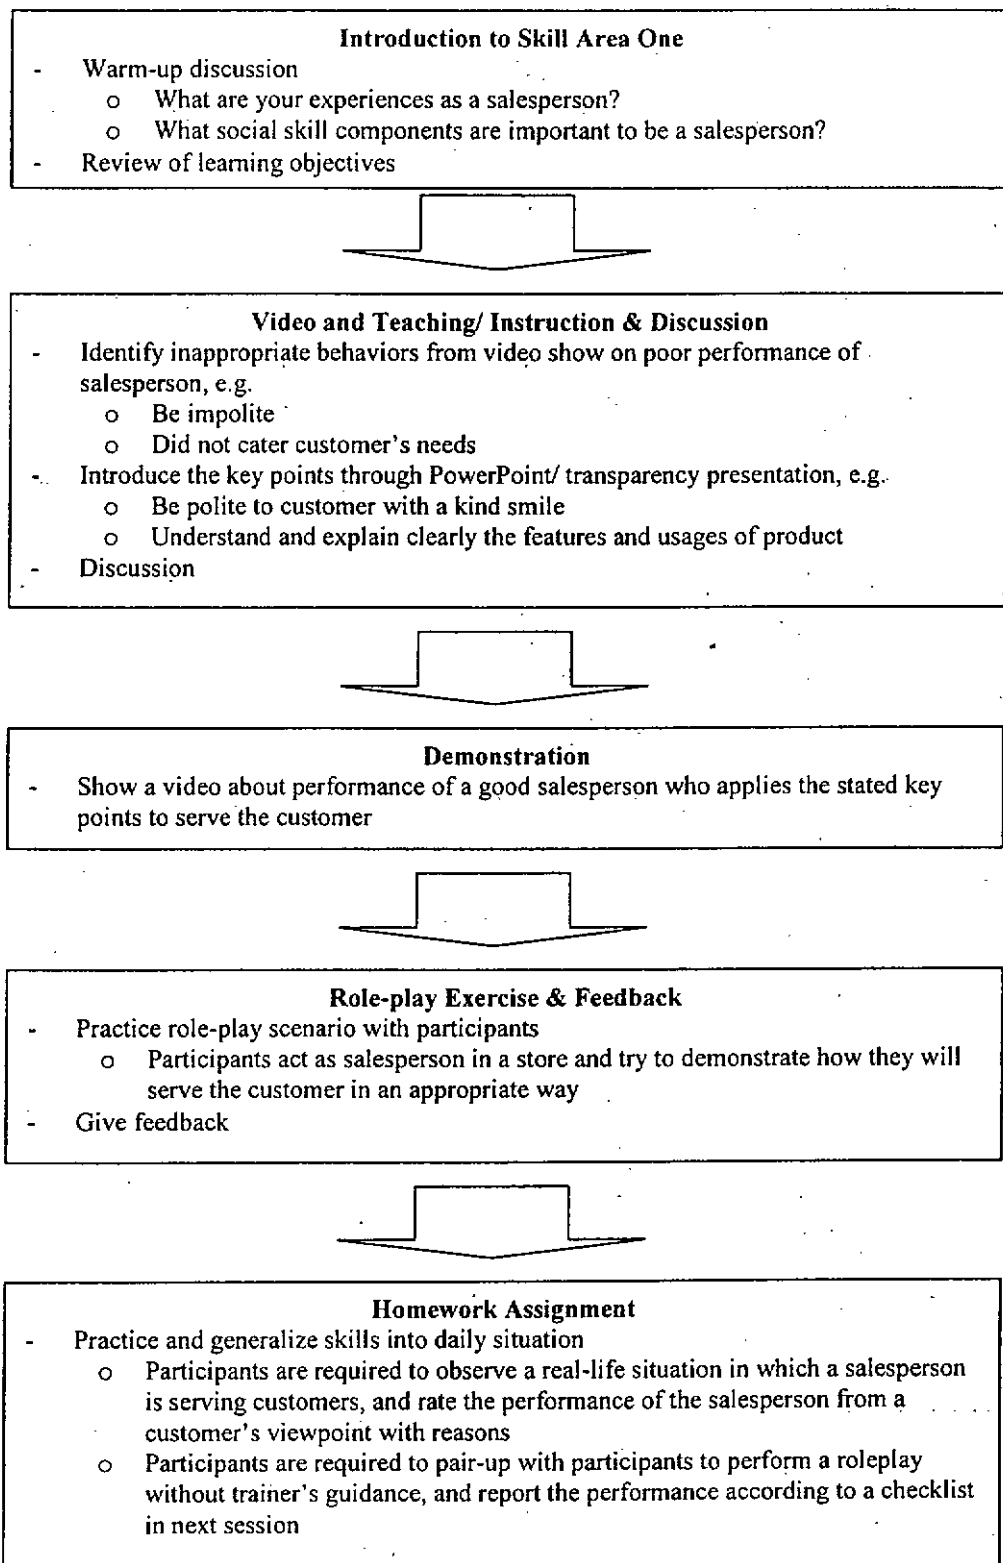 Introduction to Skill Area One
- Warm-up discussion
o What are your experiences as a salesperson?
o What social skill components are important to be a salesperson?
- Review of learning objectives
Video and Teaching/ Instruction & Discussion
- Identify inappropriate behaviors from video show on poor performance of
salesperson, e.g.
o Be impolite
o Did not cater customer's needs
- Introduce the key points through PowerPoint/ transparency presentation, e.g.
o Be polite to customer with a kind smile
o Understand and explain clearly the features and usages of product
- Discussion
Demonstration
- Show a video about performance of a good salesperson who applies the stated key
points to serve the customer
Role-play Exercise & Feedback
- Practice role-play scenario with participants
o Participants act as salesperson in a store and try to demonstrate how they will
serve the customer in an appropriate way
- Give feedback
Homework Assignment
- Practice and generalize skills into daily situation
o Participants are required to observe a real-life situation in which a salesperson
is serving customers, and rate the performance of the salesperson from a
customer's viewpoint with reasons
o Participants are required to pair-up with participants to perform a roleplay
without trainer's guidance, and report the performance according to a checklist
in next session